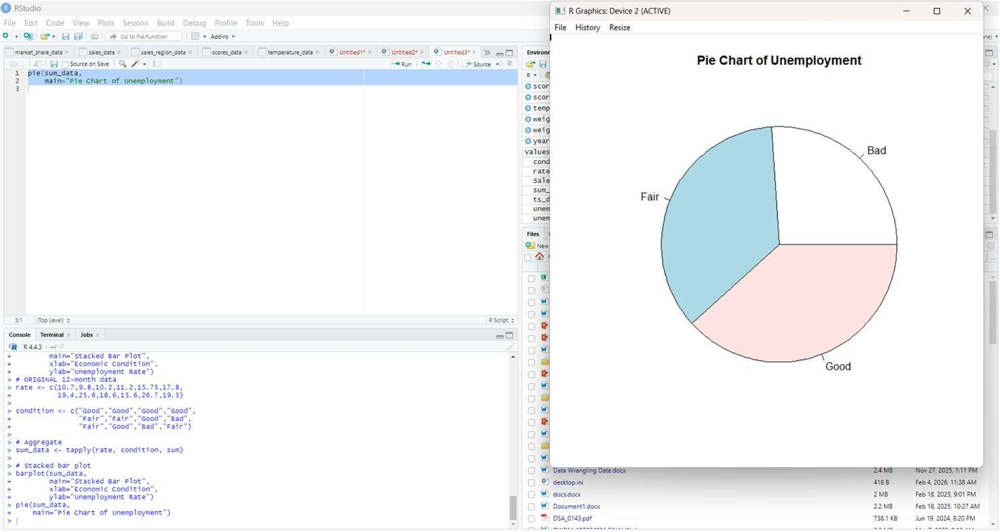 RStudio
File Edit Code View Plots Session Build Debug Profile Tools Help
Go to file/function Addins
market_share_data sales_data sales_region_data scores_data temperature_data Untitled1* Untitled2* Untitled3*
Source on Save Run Source
1 pie(sum_data,
2 main="Pie Chart of Unemployment")
3
3:1 (Top Level) R Script
Console Terminal Jobs
R 4.4.3 · ~/
+ main="Stacked Bar Plot",
+ xlab="Economic Condition",
+ ylab="Unemployment Rate")
> # ORIGINAL 12-month data
> rate <- c(10.7,9.8,10.2,11.2,15.75,17.8,
+ 19.4,25.6,18.6,15.6,26.7,19.5)
>
> condition <- c("Good","Good","Good","Good",
+ "Fair","Fair","Good","Bad",
+ "Fair","Good","Bad","Fair")
>
> # Aggregate
> sum_data <- tapply(rate, condition, sum)
>
> # Stacked bar plot
> barplot(sum_data,
+ main="Stacked Bar Plot",
+ xlab="Economic Condition",
+ ylab="Unemployment Rate")
> pie(sum_data,
+ main="Pie Chart of Unemployment")
>
Environ
R
scor
scor
temp
weig
weig
year
Values
cond
rate
Sale
sum_
ts_d
unem
unem
Files
New
R Graphics: Device 2 (ACTIVE)
File History Resize
Pie Chart of Unemployment
Bad
Fair
Good
Data Wrangling Date.docx 2.4 MB Nov 27, 2025, 1:11 PM
desktop.ini 418 B Feb 4, 2026, 11:38 AM
docs.docx 2 MB Feb 18, 2025, 9:01 PM
Document1.docx 2.2 MB Feb 18, 2025, 10:27 AM
DSA_0143.pdf 738.1 KB Jun 19, 2024, 8:20 PM